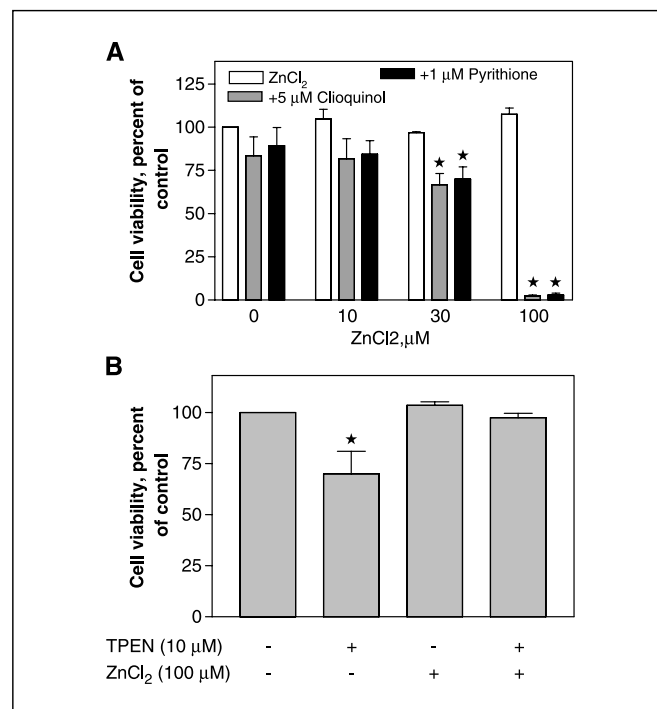 A
ZnCl2
+1 μM Pyrithione
+5 μM Clioquinol
Cell viability, percent of
control
125
100
75
50
25
0
★ ★
★ ★
0 10 30 100
ZnCl2,μM
B
Cell viability, percent
of control
100
75
50
25
0
★
TPEN (10 μM) - + - +
ZnCl2 (100 μM) - - + +